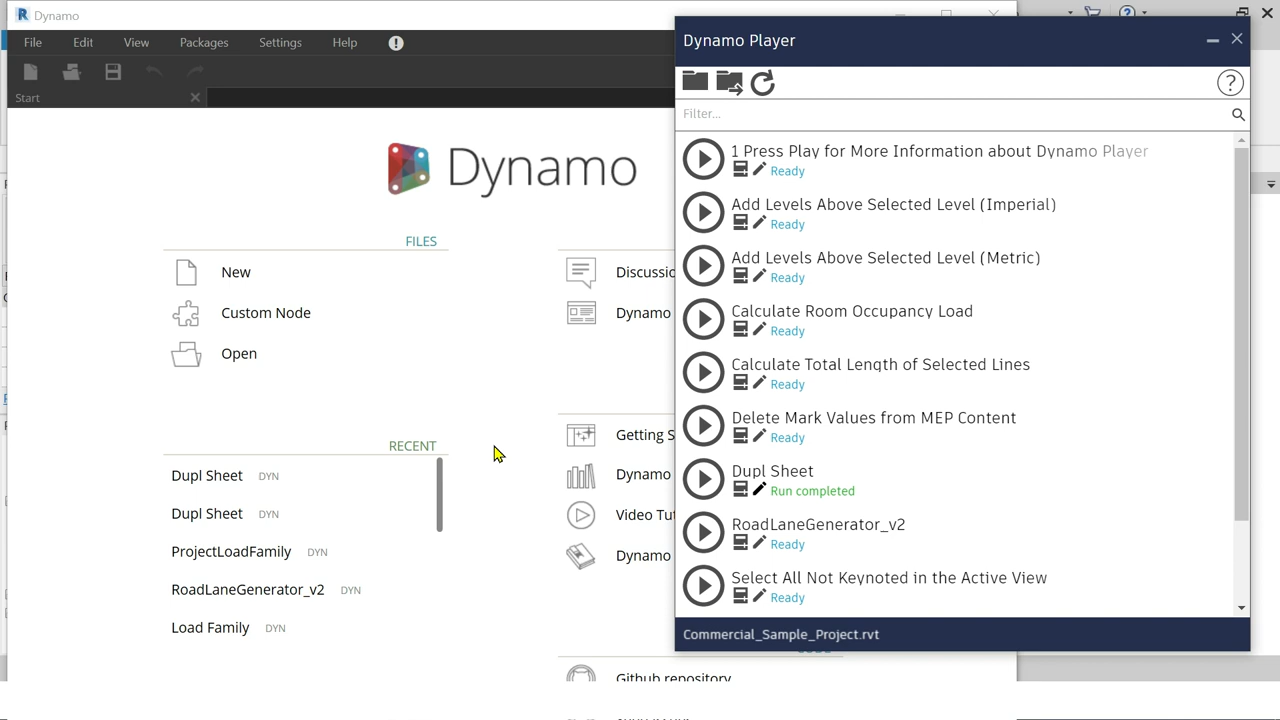 Dynamo
File Edit View Packages Settings Help
Start
Dynamo
FILES
New
Custom Node
Open
RECENT
Dupl Sheet DYN
Dupl Sheet DYN
ProjectLoadFamily DYN
RoadLaneGenerator_v2 DYN
Load Family DYN
Dynamo
Getting
Dynamo
Dynamo
Github repository
Dynamo Player
Filter...
1 Press Play for More Information about Dynamo Player
Ready
Add Levels Above Selected Level (Imperial)
Ready
Add Levels Above Selected Level (Metric)
Ready
Calculate Room Occupancy Load
Ready
Calculate Total Length of Selected Lines
Ready
Delete Mark Values from MEP Content
Ready
Dupl Sheet
Run completed
RoadLaneGenerator_v2
Ready
Select All Not Keynoted in the Active View
Ready
Commercial_Sample_Project.rvt